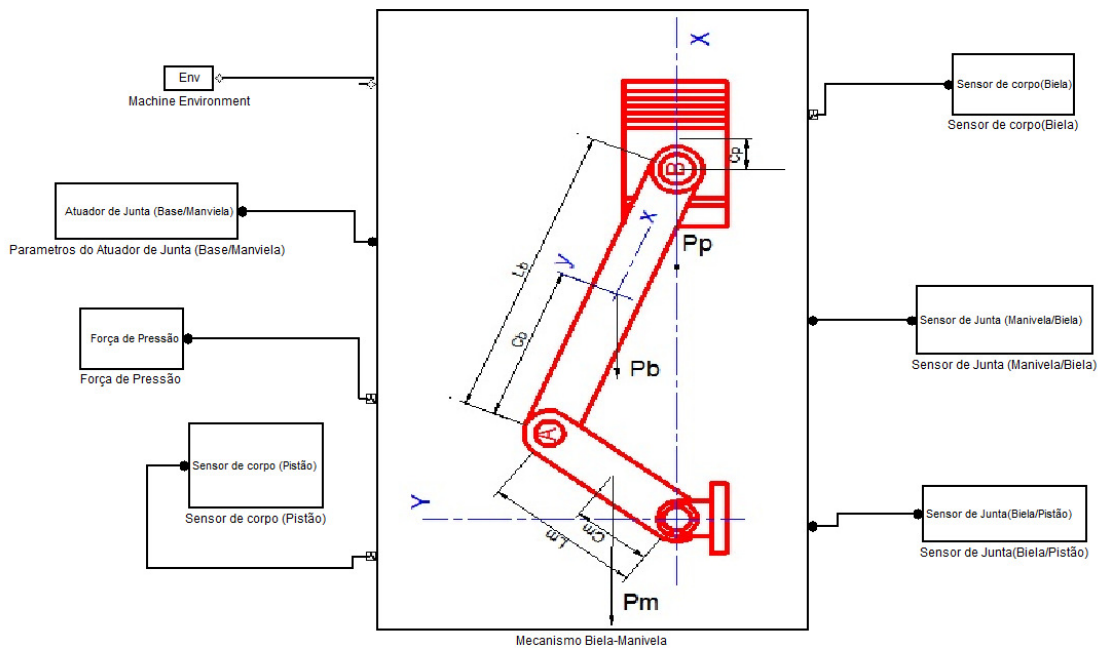 Env
Machine Environment
Atuador de Junta (Base/Manviela)
Parametros do Atuador de Junta (Base/Manviela)
Força de Pressão
Força de Pressão
Sensor de corpo (Pistão)
Sensor de corpo (Pistão)
X
Cp
B
x
y
Pp
Lb
Cb
Pb
A
Y
Lm
Cm
Pm
Mecanismo Biela-Manivela
Sensor de corpo(Biela)
Sensor de corpo(Biela)
Sensor de Junta (Manivela/Biela)
Sensor de Junta (Manivela/Biela)
Sensor de Junta(Biela/Pistão)
Sensor de Junta(Biela/Pistão)